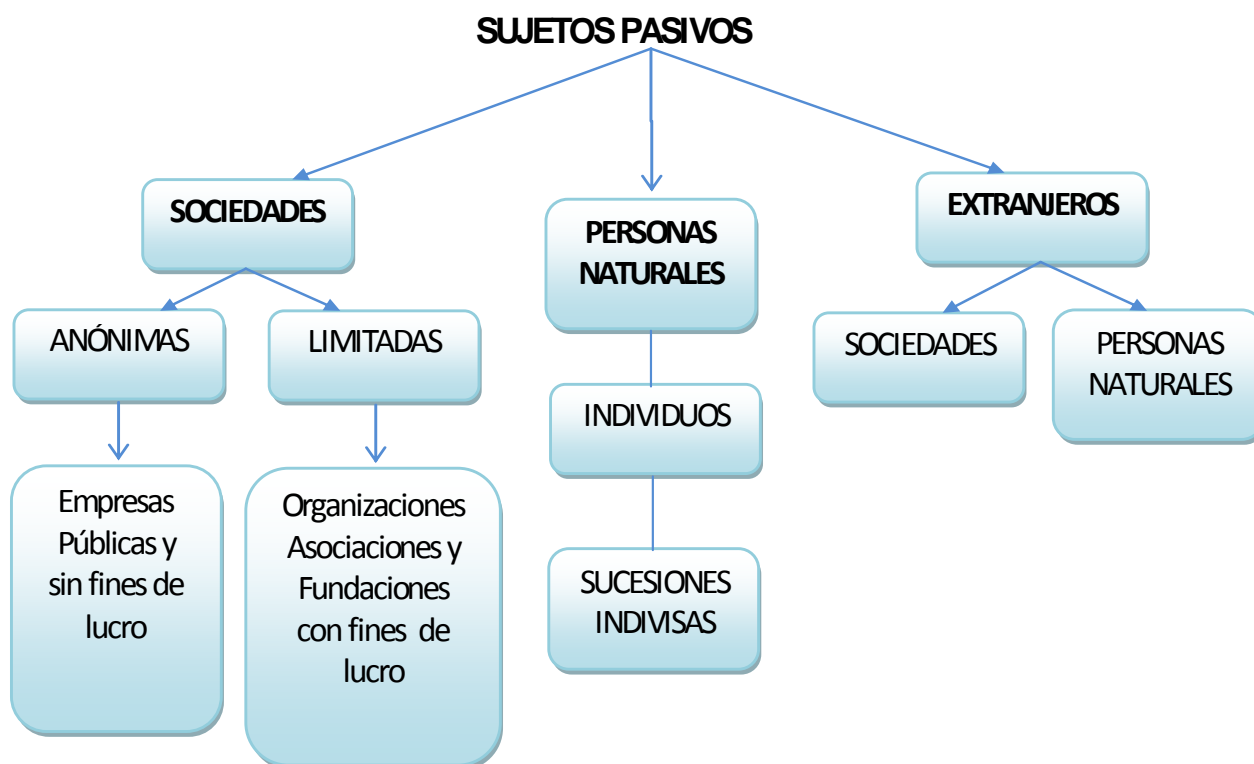 SUJETOS PASIVOS
SOCIEDADES
PERSONAS
NATURALES
EXTRANJEROS
ANÓNIMAS
LIMITADAS
SOCIEDADES
PERSONAS
NATURALES
INDIVIDUOS
Empresas
Públicas y
sin fines de
lucro
Organizaciones
Asociaciones y
Fundaciones
con fines de
lucro
SUCESIONES
INDIVISAS